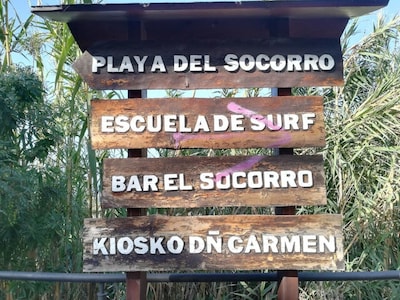 PLAYA DEL SOCORRO
ESCUELA DE SURF
BAR EL SOCORRO
KIOSKO DÑ CARMEN